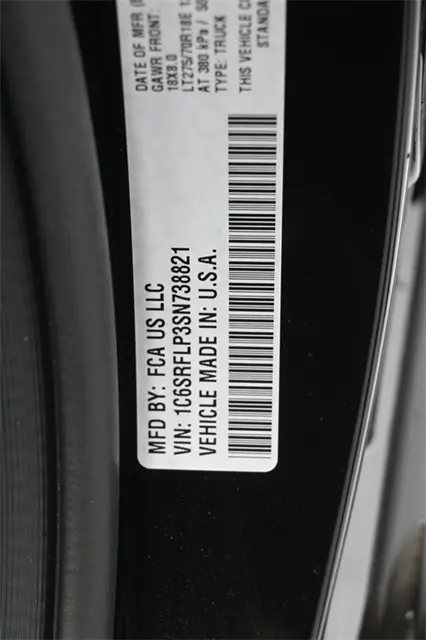 DATE OF MFR
GAWR FRONT:
18X8.0
LT275/70R18E
AT 380 kPa /
TYPE: TRUCK
THIS VEHICLE
STANDA
MFD BY: FCA US LLC
VIN: 1C6SRFLP3SN738821
VEHICLE MADE IN: U.S.A.